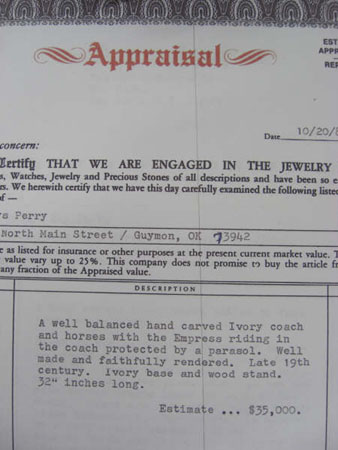 EST
APPR
REP
Appraisal
Date 10/20/8
concern:
Certify THAT WE ARE ENGAGED IN THE JEWELRY
s, Watches, Jewelry and Precious Stones of all descriptions and have been so e
rs. We herewith certify that we have this day carefully examined the following listed
of —
s Perry
North Main Street / Guymon, OK 73942
e as listed for insurance or other purposes at the present current market value. T
value vary up to 25%. This company does not promise to buy the article fr
any fraction of the Appraised value.
DESCRIPTION
A well balanced hand carved Ivory coach
and horses with the Empress riding in
the coach protected by a parasol. Well
made and faithfully rendered. Late 19th
century. Ivory base and wood stand.
32" inches long.
Estimate ... $35,000.